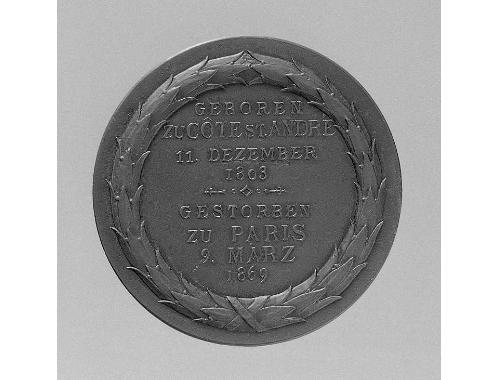 GEBOREN
ZU CÔTE ST. ANDRÉ
11. DEZEMBER
1803
GESTORBEN
ZU PARIS
9. MÄRZ
1869